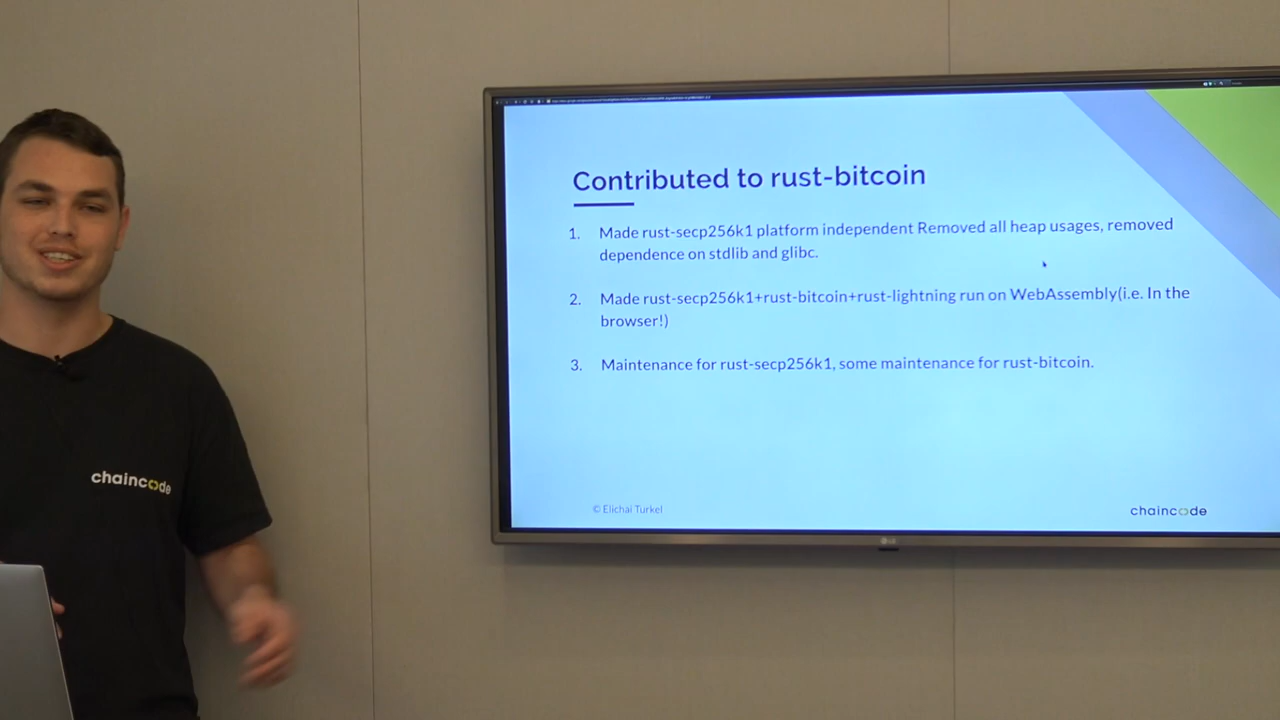 Contributed to rust-bitcoin
1. Made rust-secp256k1 platform independent Removed all heap usages, removed
dependence on stdlib and glibc.
2. Made rust-secp256k1+rust-bitcoin+rust-lightning run on WebAssembly(i.e. In the
browser!)
3. Maintenance for rust-secp256k1, some maintenance for rust-bitcoin.
© Elichai Turkel
chaincode
LG
chaincode